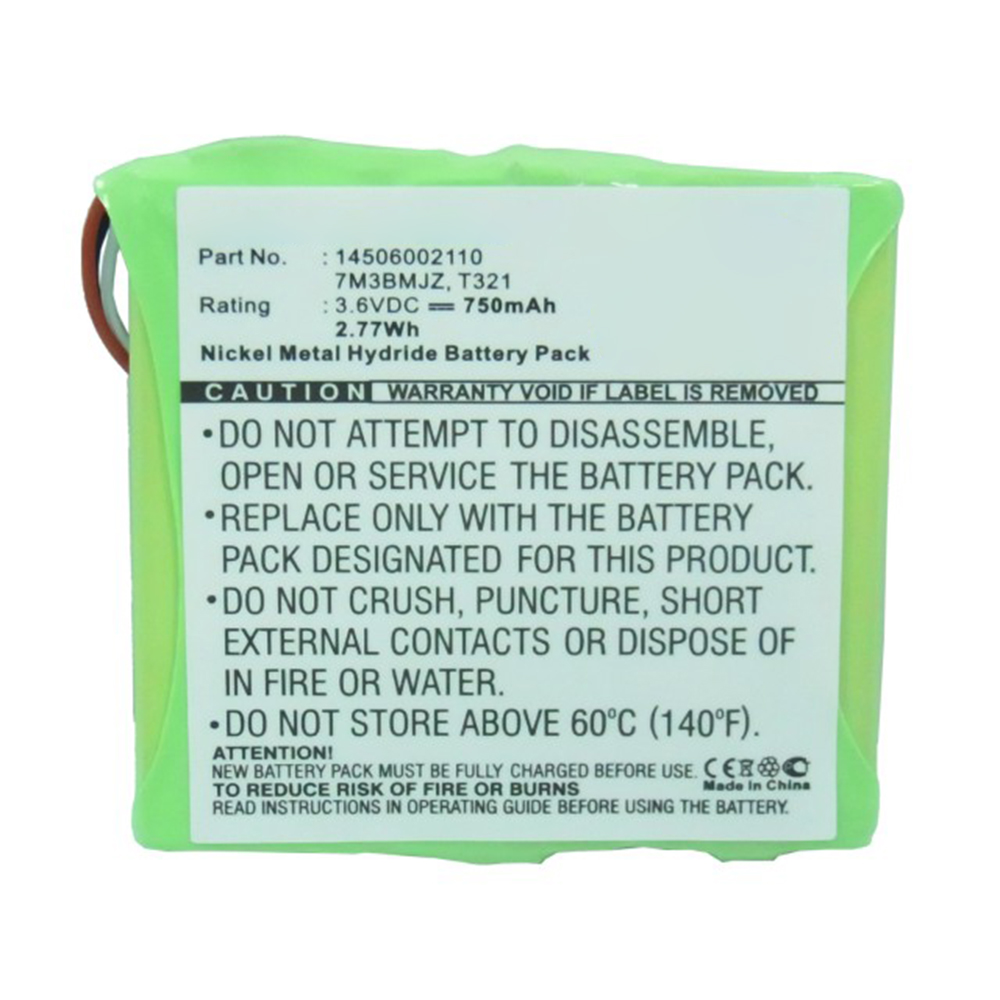 Part No. : 14506002110
7M3BMJZ, T321
Rating : 3.6VDC ⎓ 750mAh
2.77Wh
Nickel Metal Hydride Battery Pack
CAUTION WARRANTY VOID IF LABEL IS REMOVED
•DO NOT ATTEMPT TO DISASSEMBLE,
OPEN OR SERVICE THE BATTERY PACK.
•REPLACE ONLY WITH THE BATTERY
PACK DESIGNATED FOR THIS PRODUCT.
•DO NOT CRUSH, PUNCTURE, SHORT
EXTERNAL CONTACTS OR DISPOSE OF
IN FIRE OR WATER.
•DO NOT STORE ABOVE 60°C (140°F).
ATTENTION!
NEW BATTERY PACK MUST BE FULLY CHARGED BEFORE USE. CE
Made in China
TO REDUCE RISK OF FIRE OR BURNS
READ INSTRUCTIONS IN OPERATING GUIDE BEFORE USING THE BATTERY.